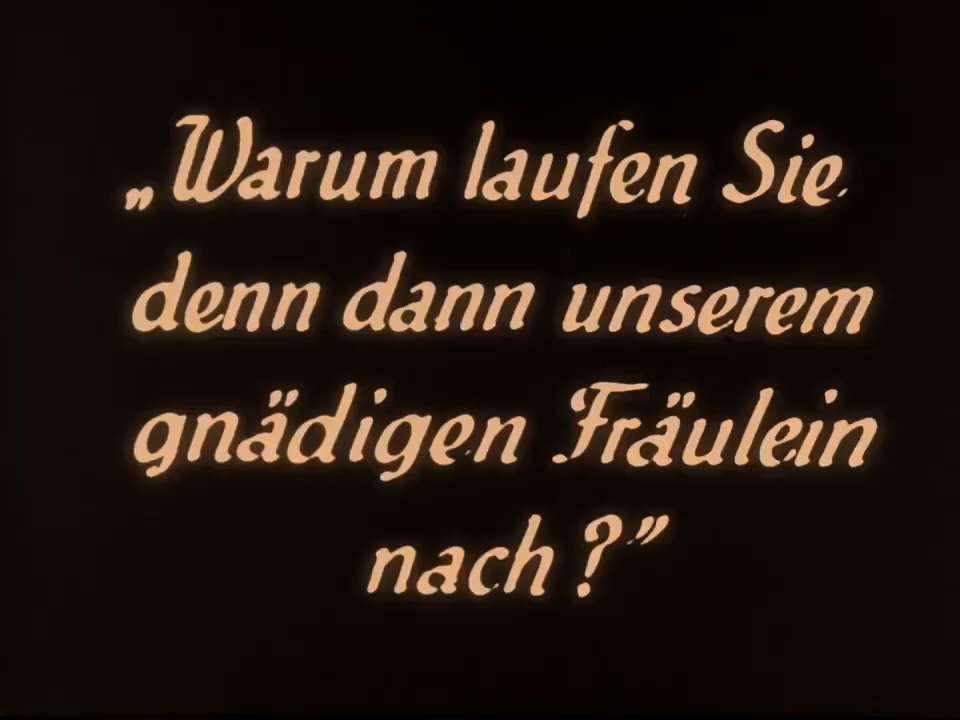 „Warum laufen Sie
denn dann unserem
gnädigen Fräulein
nach?”